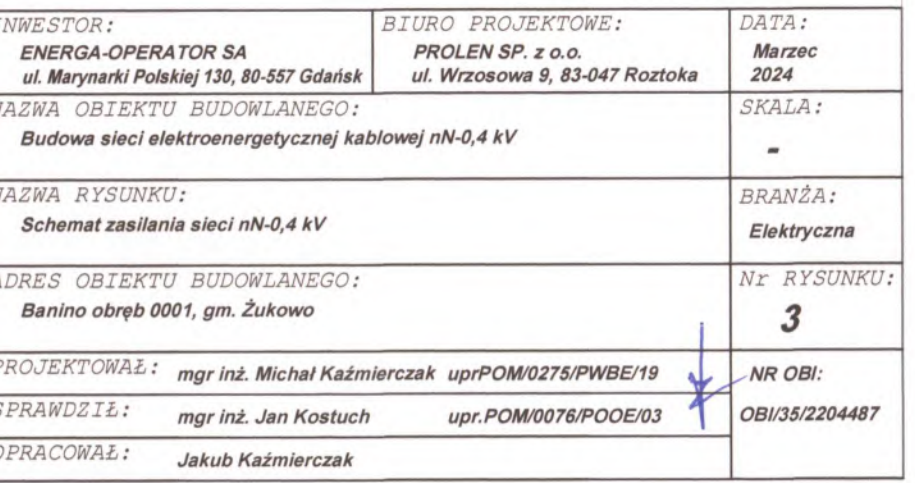 INWESTOR:
ENERGA-OPERATOR SA
ul. Marynarki Polskiej 130, 80-557 Gdańsk
BIURO PROJEKTOWE:
PROLEN SP. z o.o.
ul. Wrzosowa 9, 83-047 Roztoka
DATA:
Marzec
2024
NAZWA OBIEKTU BUDOWLANEGO:
Budowa sieci elektroenergetycznej kablowej nN-0,4 kV
SKALA:
-
NAZWA RYSUNKU:
Schemat zasilania sieci nN-0,4 kV
BRANŻA:
Elektryczna
ADRES OBIEKTU BUDOWLANEGO:
Banino obręb 0001, gm. Żukowo
Nr RYSUNKU:
3
PROJEKTOWAŁ: mgr inż. Michał Kaźmierczak uprPOM/0275/PWBE/19
SPRAWDZIŁ: mgr inż. Jan Kostuch upr.POM/0076/POOE/03
OPRACOWAŁ: Jakub Kaźmierczak
NR OBI:
OBI/35/2204487